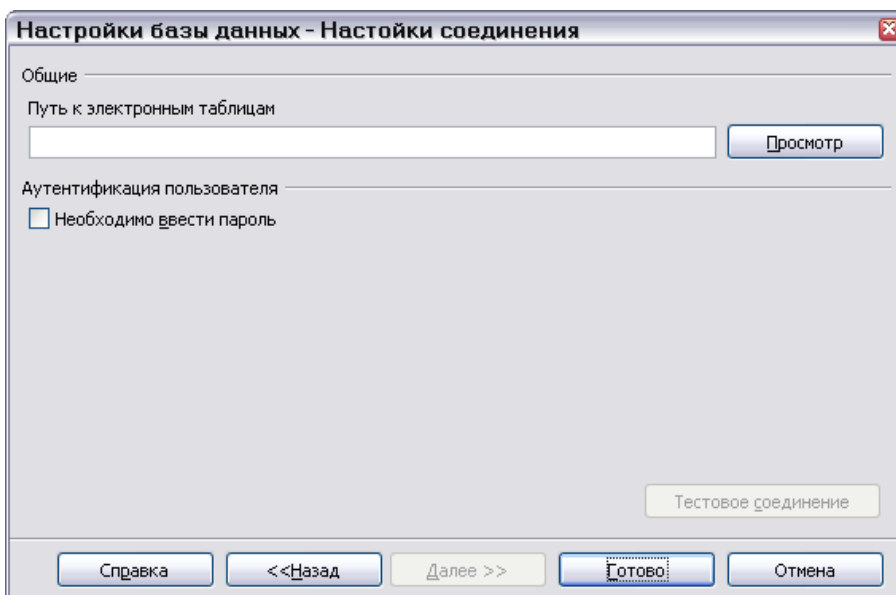 Настройки базы данных - Настойки соединения
Общие
Путь к электронным таблицам
Просмотр
Аутентификация пользователя
Необходимо ввести пароль
Тестовое соединение
Справка
<<Назад
Далее >>
Готово
Отмена